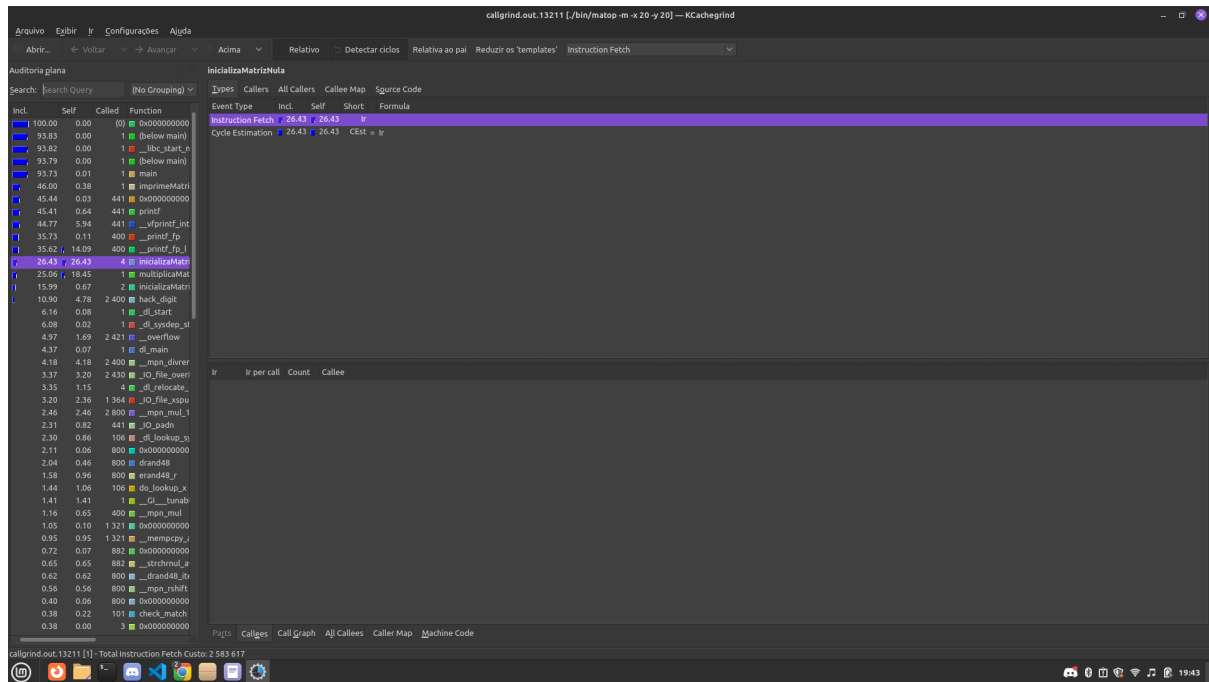 callgrind.out.13211 [./bin/matop -m -x 20 -y 20] — KCachegrind
Arquivo Exibir Ir Configurações Ajuda
Abrir... Voltar Avançar Acima Relativo Detectar ciclos Relativa ao pai Reduzir os 'templates' Instruction Fetch
Auditoria plana
inicializaMatrizNula
Search: Search Query (No Grouping)
Types Callers All Callers Callee Map Source Code
Incl. Self Called Function
Event Type Incl. Self Short Formula
Instruction Fetch 26.43 26.43 Ir
Cycle Estimation 26.43 26.43 CEst = Ir
100.00 0.00 (0) 0x000000000
93.83 0.00 1 (below main)
93.82 0.00 1 __libc_start_n
93.79 0.00 1 (below main)
93.73 0.01 1 main
46.00 0.38 1 imprimeMatri
45.44 0.03 441 0x000000000
45.41 0.64 441 printf
44.77 5.94 441 __vfprintf_int
35.73 0.11 400 __printf_fp
35.62 14.09 400 __printf_fp_l
26.43 26.43 4 inicializaMatri
25.06 18.45 1 multiplicaMat
15.99 0.67 2 inicializaMatri
10.90 4.78 2 400 hack_digit
6.16 0.08 1 _dl_start
6.08 0.02 1 _dl_sysdep_st
4.97 1.69 2 421 __overflow
4.37 0.07 1 dl_main
4.18 4.18 2 400 __mpn_divrer
3.37 3.20 2 430 _IO_file_over
3.35 1.15 4 _dl_relocate_
3.20 2.36 1 364 _IO_file_xspu
2.46 2.46 2 800 __mpn_mul_1
2.31 0.82 441 _IO_padn
2.30 0.86 106 _dl_lookup_sy
2.11 0.06 800 0x000000000
2.04 0.46 800 drand48
1.58 0.96 800 erand48_r
1.44 1.06 106 do_lookup_x
1.41 1.41 1 __GI___tunabl
1.16 0.65 400 __mpn_mul
1.05 0.10 1 321 0x000000000
0.95 0.95 1 321 __mempcpy_a
0.72 0.07 882 0x000000000
0.65 0.65 882 __strchrnul_a
0.62 0.62 800 __drand48_ite
0.56 0.56 800 __mpn_rshift
0.40 0.06 800 0x000000000
0.38 0.22 101 check_match
0.38 0.00 3 0x000000000
Ir Ir per call Count Callee
Parts Callees Call Graph All Callees Caller Map Machine Code
callgrind.out.13211 [1] - Total Instruction Fetch Custo: 2 583 617
19:43